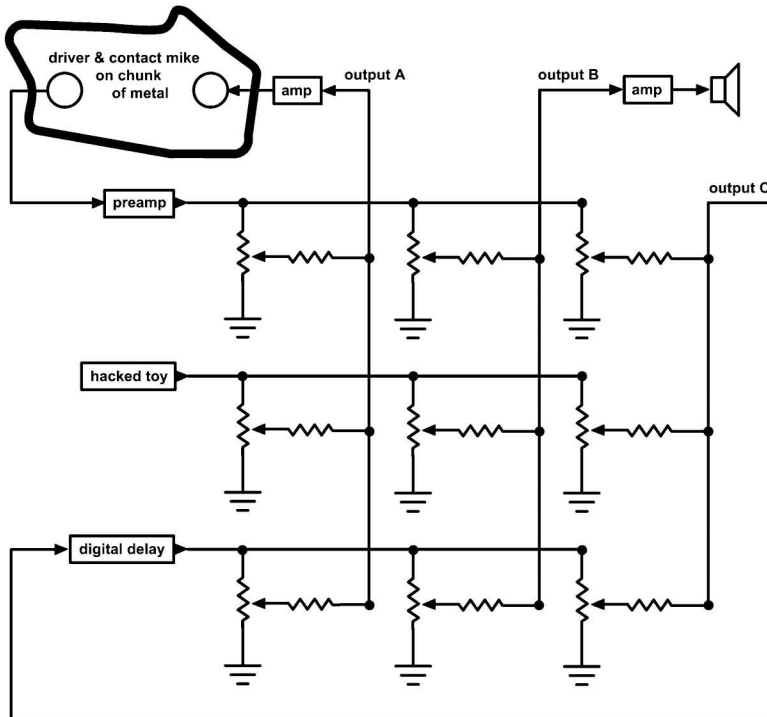 driver & contact mike
on chunk
of metal
amp
output A
output B
amp
output C
preamp
hacked toy
digital delay